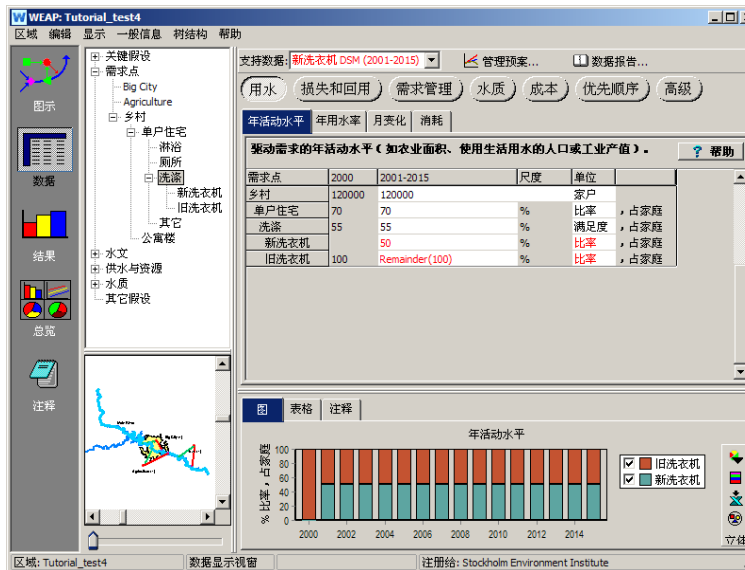 WEAP: Tutorial_test4
区域 编辑 显示 一般信息 树结构 帮助
图示
数据
结果
总览
注释
关键假设
需求点
Big City
Agriculture
乡村
单户住宅
淋浴
厕所
洗涤
新洗衣机
旧洗衣机
其它
公寓楼
水文
供水与资源
水质
其它假设
支持数据: 新洗衣机 DSM (2001-2015) 管理预案... 数据报告...
用水 损失和回用 需求管理 水质 成本 优先顺序 高级
年活动水平 年用水率 月变化 消耗
驱动需求的年活动水平(如农业面积、使用生活用水的人口或工业产值)。 ? 帮助
需求点 2000 2001-2015 尺度 单位
乡村 120000 120000 家户
单户住宅 70 70 % 比率 ,占家庭
洗涤 55 55 % 满足度 ,占家庭
新洗衣机 50 % 比率 ,占家庭
旧洗衣机 100 Remainder(100) % 比率 ,占家庭
图 表格 注释
年活动水平
% 比率,占家庭
100
80
60
40
20
0
2000 2002 2004 2006 2008 2010 2012 2014
旧洗衣机
新洗衣机
立体
区域: Tutorial_test4 数据显示视窗 注册给: Stockholm Environment Institute